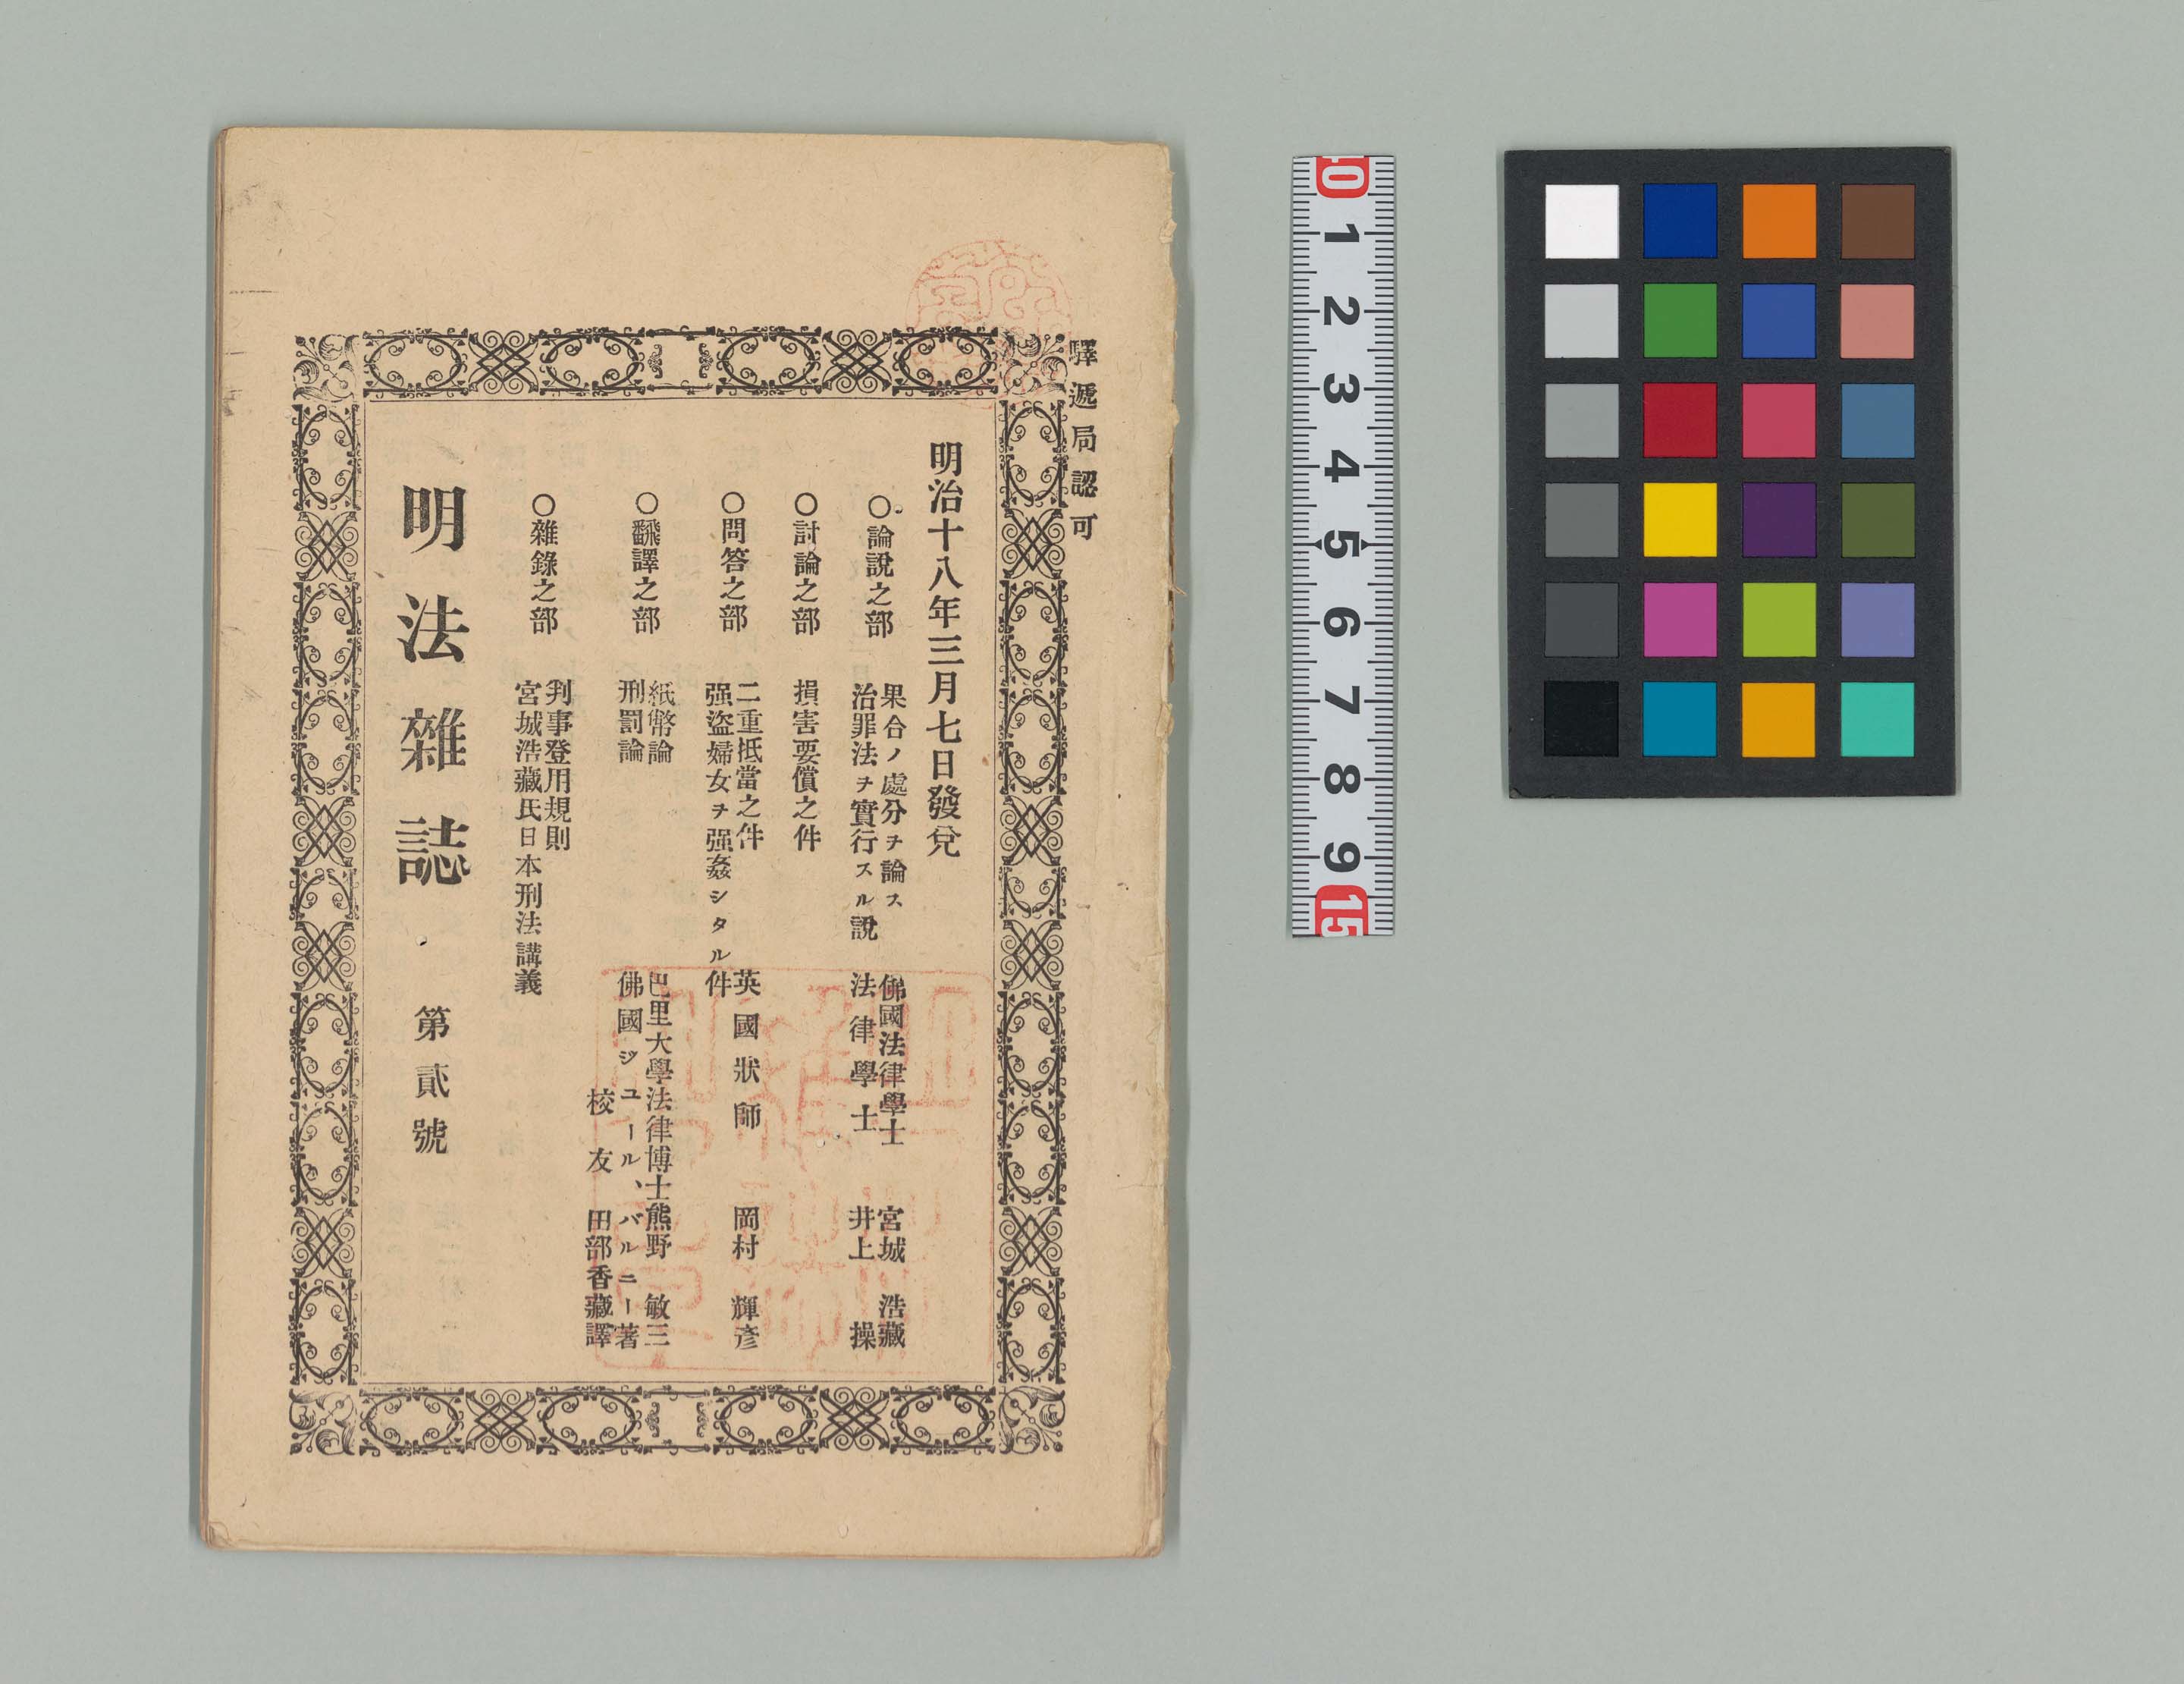 驛遞局認可
明治十八年三月七日發兌
○論說之部
果合ノ處分ヲ論ス
佛國法律學士 宮城浩藏
治罪法ヲ實行スル說
法律學士 井上操
○討論之部
損害要償之件
○問答之部
二重抵當之件
英國狀師 岡村輝彥
强盜婦女ヲ强姦シタル件
○飜譯之部
紙幣論
巴里大學法律博士熊野敏三
刑罰論
佛國ジユール、バルニー著
校友 田部香藏譯
○雜錄之部
判事登用規則
宮城浩藏氏日本刑法講義
明法雜誌 第貳號
10 1 2 3 4 5 6 7 8 9 15